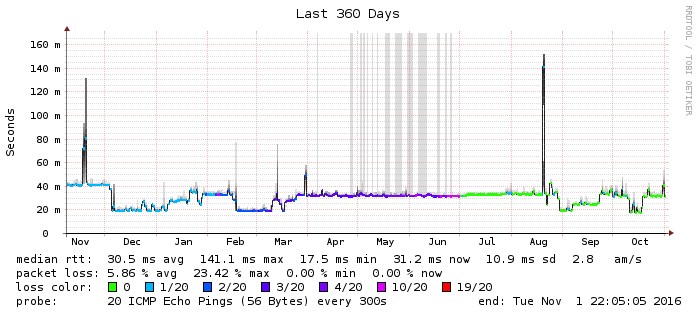 Last 360 Days
RRDTOOL / TOBI OETIKER
Seconds
160 m
140 m
120 m
100 m
80 m
60 m
40 m
20 m
0
Nov Dec Jan Feb Mar Apr May Jun Jul Aug Sep Oct
median rtt: 30.5 ms avg 141.1 ms max 17.5 ms min 31.2 ms now 10.9 ms sd 2.8 am/s
packet loss: 5.86 % avg 23.42 % max 0.00 % min 0.00 % now
loss color: 0 1/20 2/20 3/20 4/20 10/20 19/20
probe: 20 ICMP Echo Pings (56 Bytes) every 300s end: Tue Nov 1 22:05:05 2016